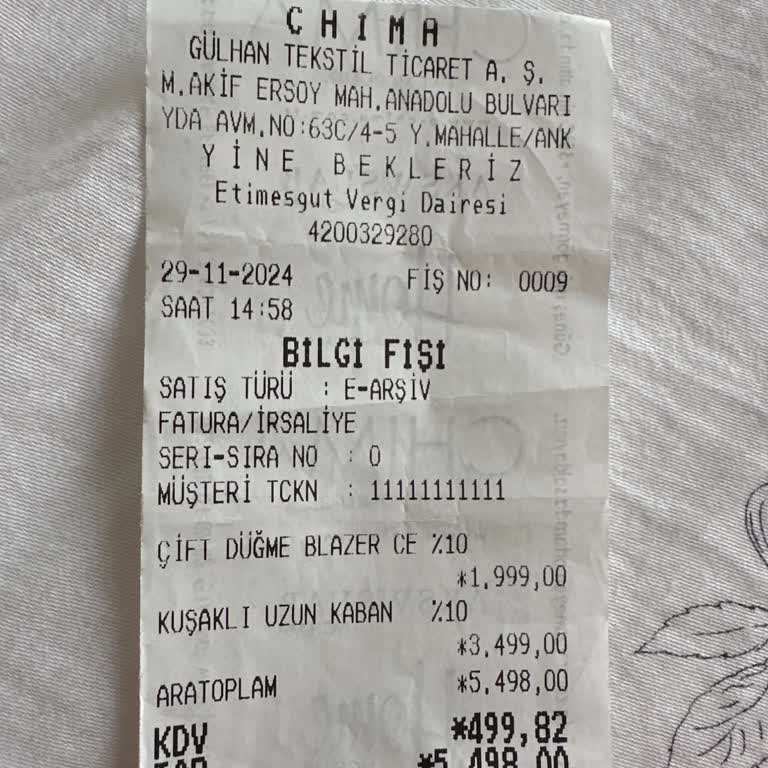 CHIMA
GÜLHAN TEKSTİL TİCARET A. Ş.
M.AKİF ERSOY MAH.ANADOLU BULVARI
YDA AVM.NO:63C/4-5 Y.MAHALLE/ANK
YİNE BEKLERİZ
Etimesgut Vergi Dairesi
4200329280
29-11-2024 FİŞ NO: 0009
SAAT 14:58
BİLGİ FİŞİ
SATIŞ TÜRÜ : E-ARŞİV
FATURA/İRSALİYE
SERI-SIRA NO : 0
MÜŞTERİ TCKN : 11111111111
ÇİFT DÜĞME BLAZER CE %10
*1.999,00
KUŞAKLI UZUN KABAN %10
*3.499,00
ARATOPLAM *5.498,00
KDV *499,82
*5.498,00